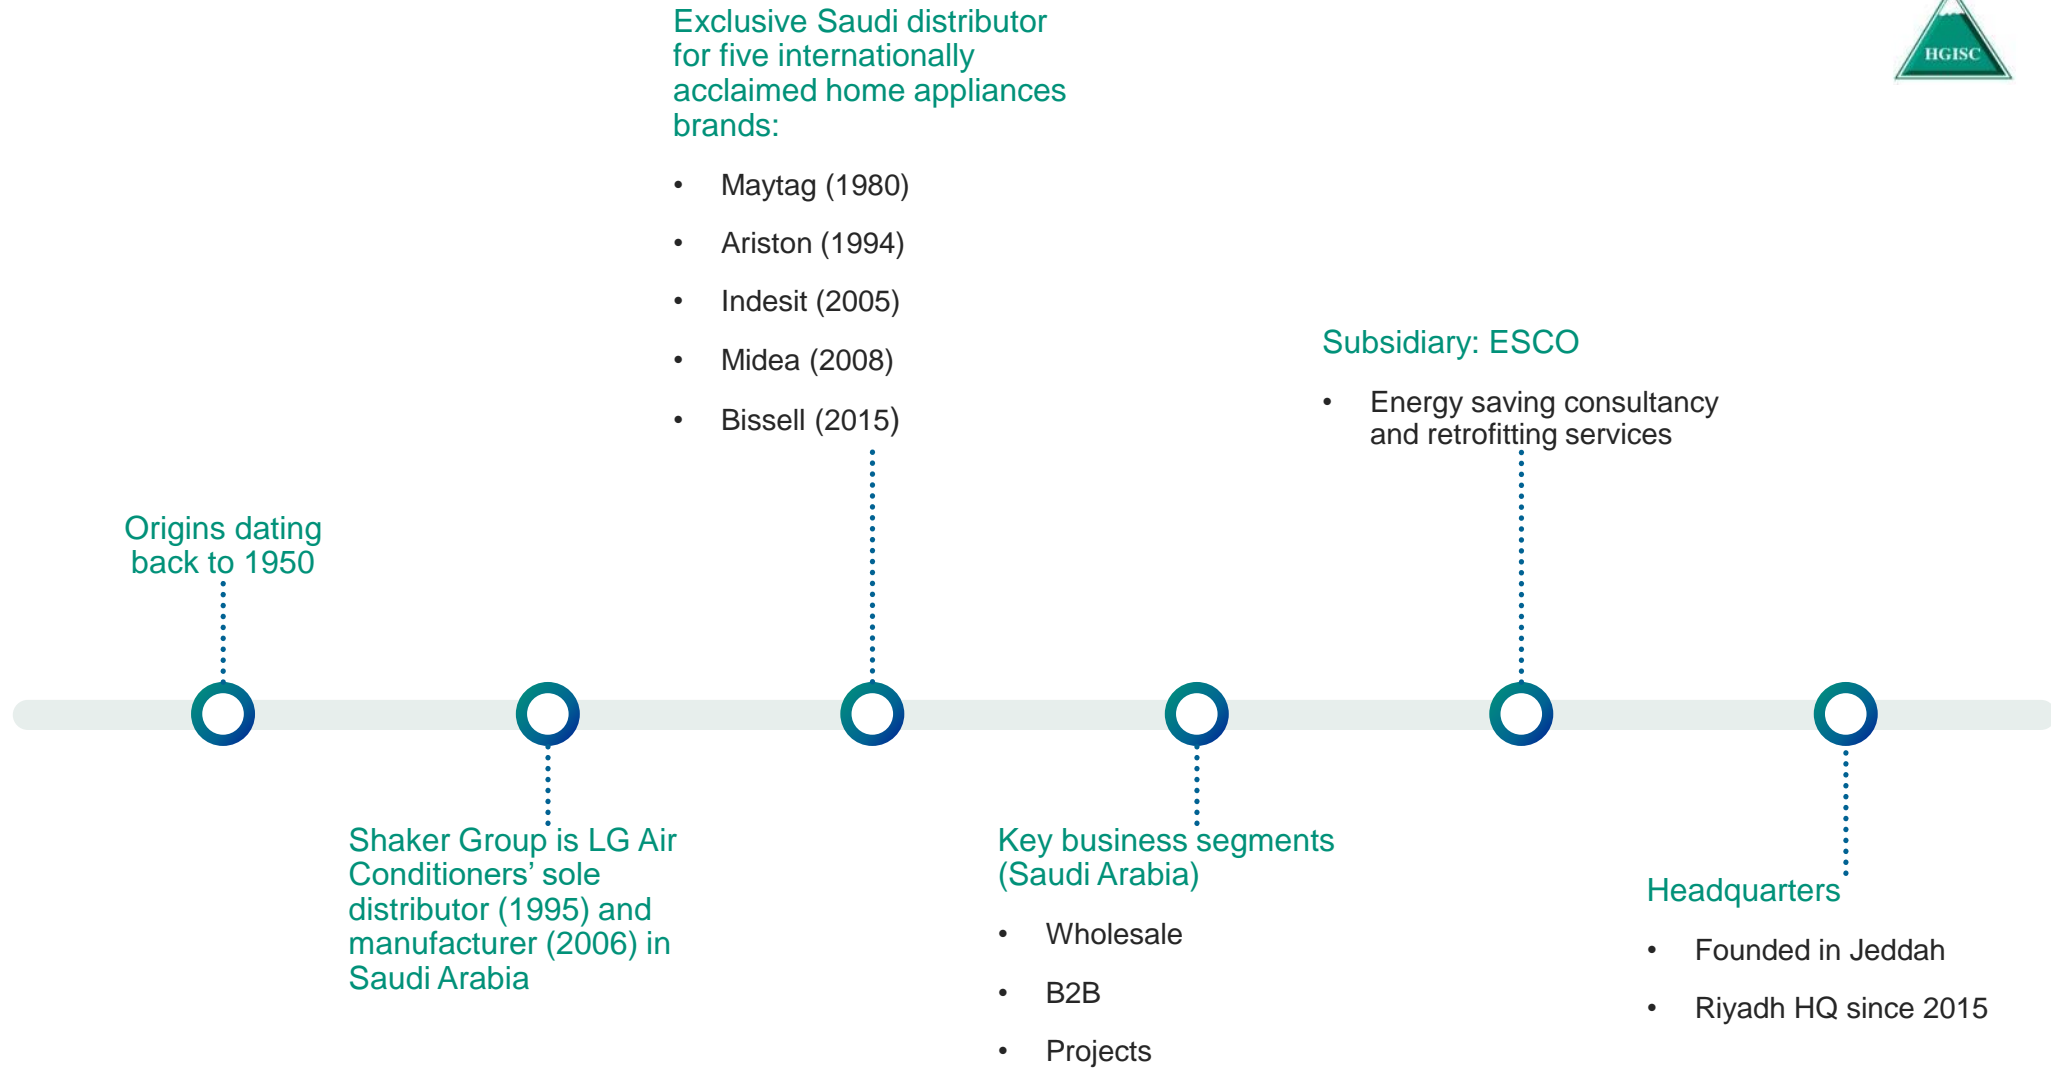 Exclusive Saudi distributor
for five internationally
acclaimed home appliances
brands:
• Maytag (1980)
• Ariston (1994)
• Indesit (2005)
• Midea (2008)
• Bissell (2015)
HGISC
Subsidiary: ESCO
• Energy saving consultancy
and retrofitting services
Origins dating
back to 1950
Shaker Group is LG Air
Conditioners’ sole
distributor (1995) and
manufacturer (2006) in
Saudi Arabia
Key business segments
(Saudi Arabia)
• Wholesale
• B2B
• Projects
Headquarters
• Founded in Jeddah
• Riyadh HQ since 2015